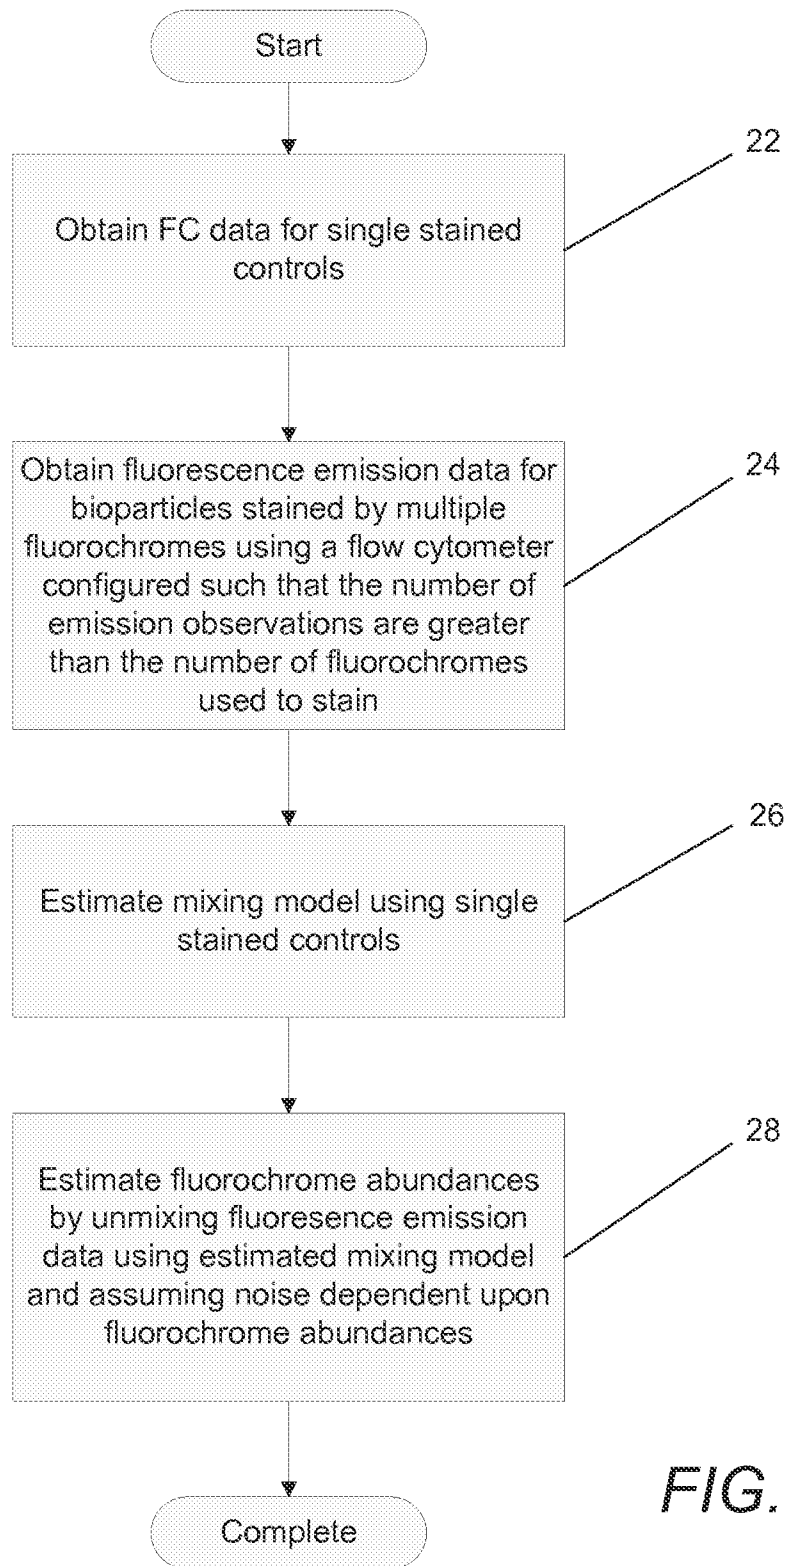 Start
22
Obtain FC data for single stained
controls
24
Obtain fluorescence emission data for
bioparticles stained by multiple
fluorochromes using a flow cytometer
configured such that the number of
emission observations are greater
than the number of fluorochromes
used to stain
26
Estimate mixing model using single
stained controls
28
Estimate fluorochrome abundances
by unmixing fluoresence emission
data using estimated mixing model
and assuming noise dependent upon
fluorochrome abundances
Complete
FIG.